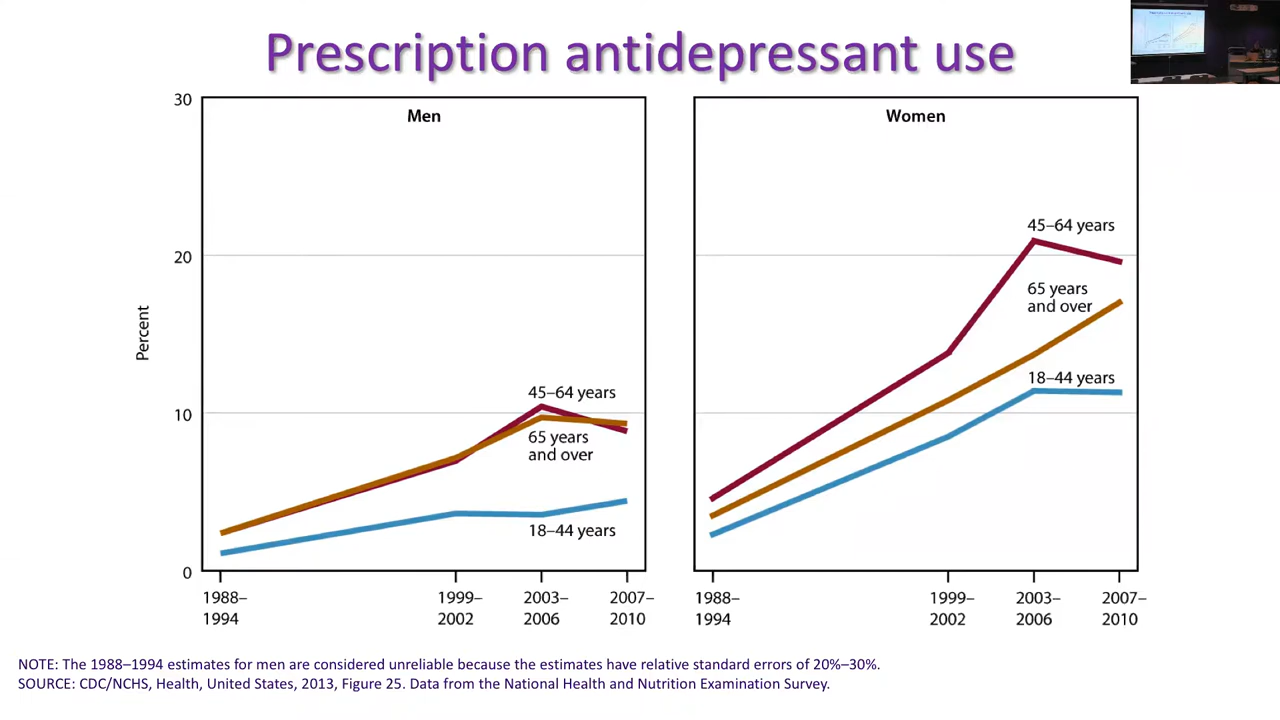 Prescription antidepressant use
30
20
10
0
Percent
Men
45–64 years
65 years
and over
18–44 years
1988–
1994
1999–
2002
2003–
2006
2007–
2010
Women
45–64 years
65 years
and over
18–44 years
1988–
1994
1999–
2002
2003–
2006
2007–
2010
NOTE: The 1988–1994 estimates for men are considered unreliable because the estimates have relative standard errors of 20%–30%.
SOURCE: CDC/NCHS, Health, United States, 2013, Figure 25. Data from the National Health and Nutrition Examination Survey.